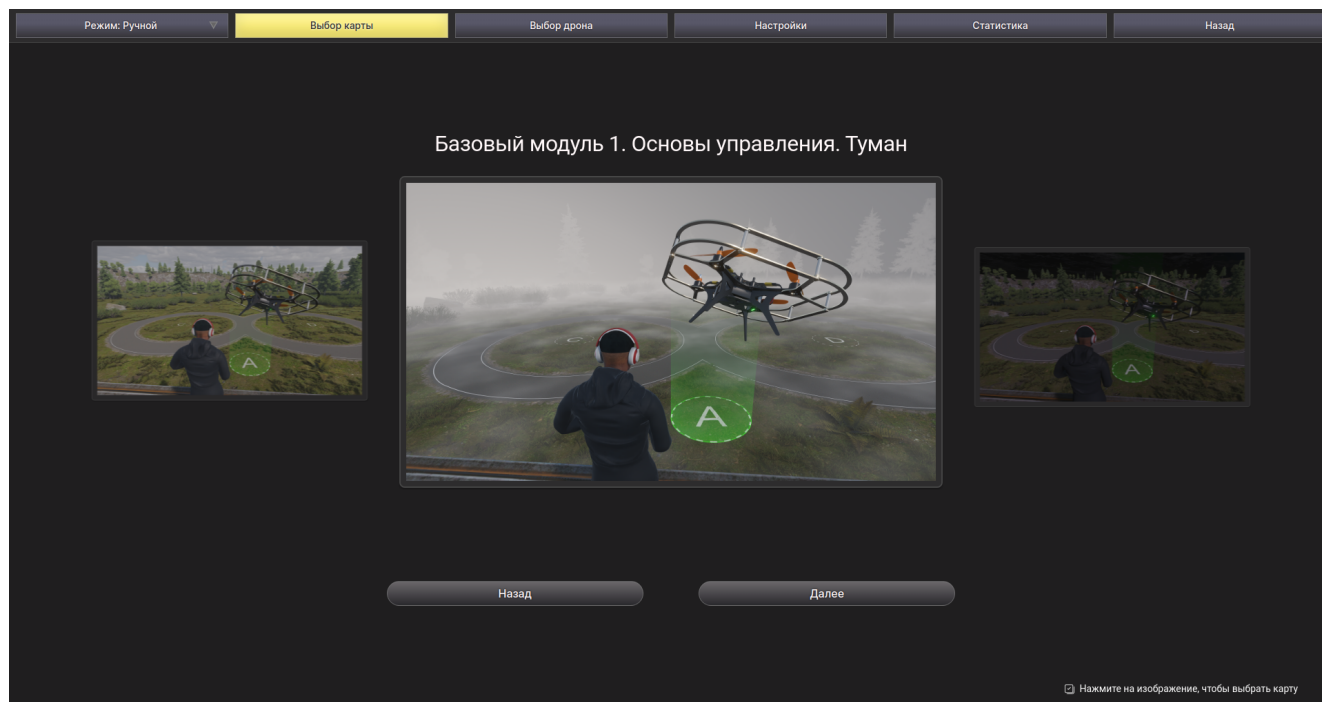 Режим: Ручной
Выбор карты
Выбор дрона
Настройки
Статистика
Назад
Базовый модуль 1. Основы управления. Туман
A
C
D
A
A
Назад
Далее
Нажмите на изображение, чтобы выбрать карту